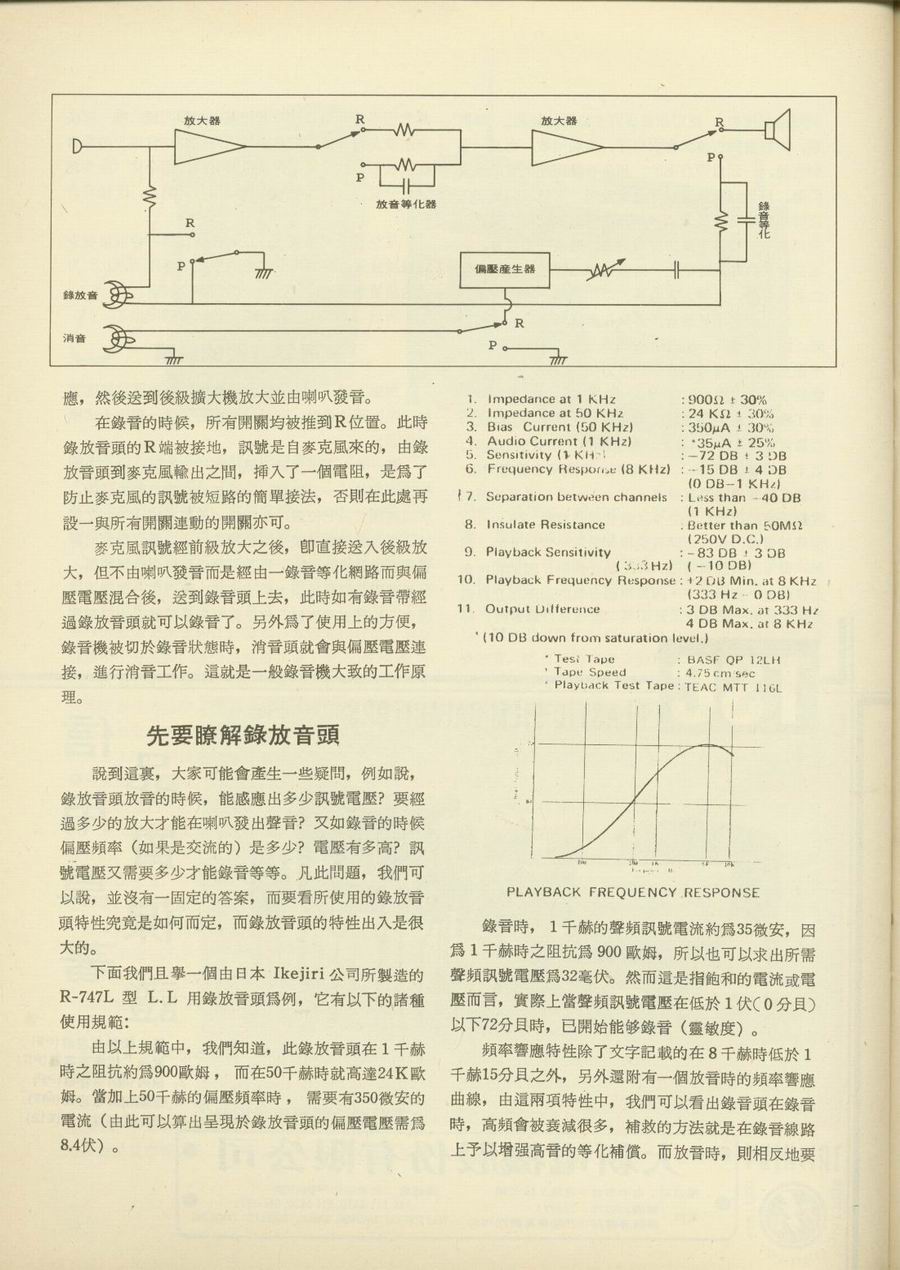 放大器
R
P
放音等化器
放大器
R
P
錄音等化
R
P
偏壓產生器
錄放音
消音
R
P
應，然後送到後級擴大機放大並由喇叭發音。
在錄音的時候，所有開關均被推到R位置。此時
錄放音頭的R端被接地，訊號是自麥克風來的，由錄
放音頭到麥克風輸出之間，揷入了一個電阻，是爲了
防止麥克風的訊號被短路的簡單接法，否則在此處再
設一與所有開關連動的開關亦可。
麥克風訊號經前級放大之後，卽直接送入後級放
大，但不由喇叭發音而是經由一錄音等化網路而與偏
壓電壓混合後，送到錄音頭上去，此時如有錄音帶經
過錄放音頭就可以錄音了。另外爲了使用上的方便，
錄音機被切於錄音狀態時，消音頭就會與偏壓電壓連
接，進行消音工作。這就是一般錄音機大致的工作原
理。
先要瞭解錄放音頭
說到這裏，大家可能會產生一些疑問，例如說，
錄放音頭放音的時候，能感應出多少訊號電壓？要經
過多少的放大才能在喇叭發出聲音？又如錄音的時候
偏壓頻率（如果是交流的）是多少？電壓有多高？訊
號電壓又需要多少才能錄音等等。凡此問題，我們可
以說，並沒有一固定的答案，而要看所使用的錄放音
頭特性究竟是如何而定，而錄放音頭的特性出入是很
大的。
下面我們且舉一個由日本 Ikejiri 公司所製造的
R-747L 型 L.L 用錄放音頭爲例，它有以下的諸種
使用規範：
由以上規範中，我們知道，此錄放音頭在1千赫
時之阻抗約爲900歐姆，而在50千赫時就高達24K歐
姆。當加上50千赫的偏壓頻率時，需要有350微安的
電流（由此可以算出呈現於錄放音頭的偏壓電壓需爲
8.4伏）。
1. Impedance at 1 KHz : 900Ω ± 30%
2. Impedance at 50 KHz : 24 KΩ ± 30%
3. Bias Current (50 KHz) : 350μA ± 30%
4. Audio Current (1 KHz) : *35μA ± 25%
5. Sensitivity (1 KHz) : –72 DB ± 3 DB
6. Frequency Response (8 KHz) : –15 DB ± 4 DB
(0 DB–1 KHz)
7. Separation between channels : Less than –40 DB
(1 KHz)
8. Insulate Resistance : Better than 50MΩ
(250V D.C.)
9. Playback Sensitivity : –83 DB ± 3 DB
(333 Hz) (–10 DB)
10. Playback Frequency Response : +2 DB Min. at 8 KHz
(333 Hz – 0 DB)
11. Output Difference : 3 DB Max. at 333 Hz
4 DB Max. at 8 KHz
*(10 DB down from saturation level.)
* Test Tape : BASF QP 12LH
* Tape Speed : 4.75 cm sec
* Playback Test Tape : TEAC MTT 116L
PLAYBACK FREQUENCY RESPONSE
錄音時，1千赫的聲頻訊號電流約爲35微安，因
爲1千赫時之阻抗爲 900 歐姆，所以也可以求出所需
聲頻訊號電壓爲32毫伏。然而這是指飽和的電流或電
壓而言，實際上當聲頻訊號電壓在低於1伏（0分貝）
以下72分貝時，已開始能够錄音（靈敏度）。
頻率響應特性除了文字記載的在8千赫時低於1
千赫15分貝之外，另外還附有一個放音時的頻率響應
曲線，由這兩項特性中，我們可以看出錄音頭在錄音
時，高頻會被衰減很多，補救的方法就是在錄音線路
上予以增强高音的等化補償。而放音時，則相反地要